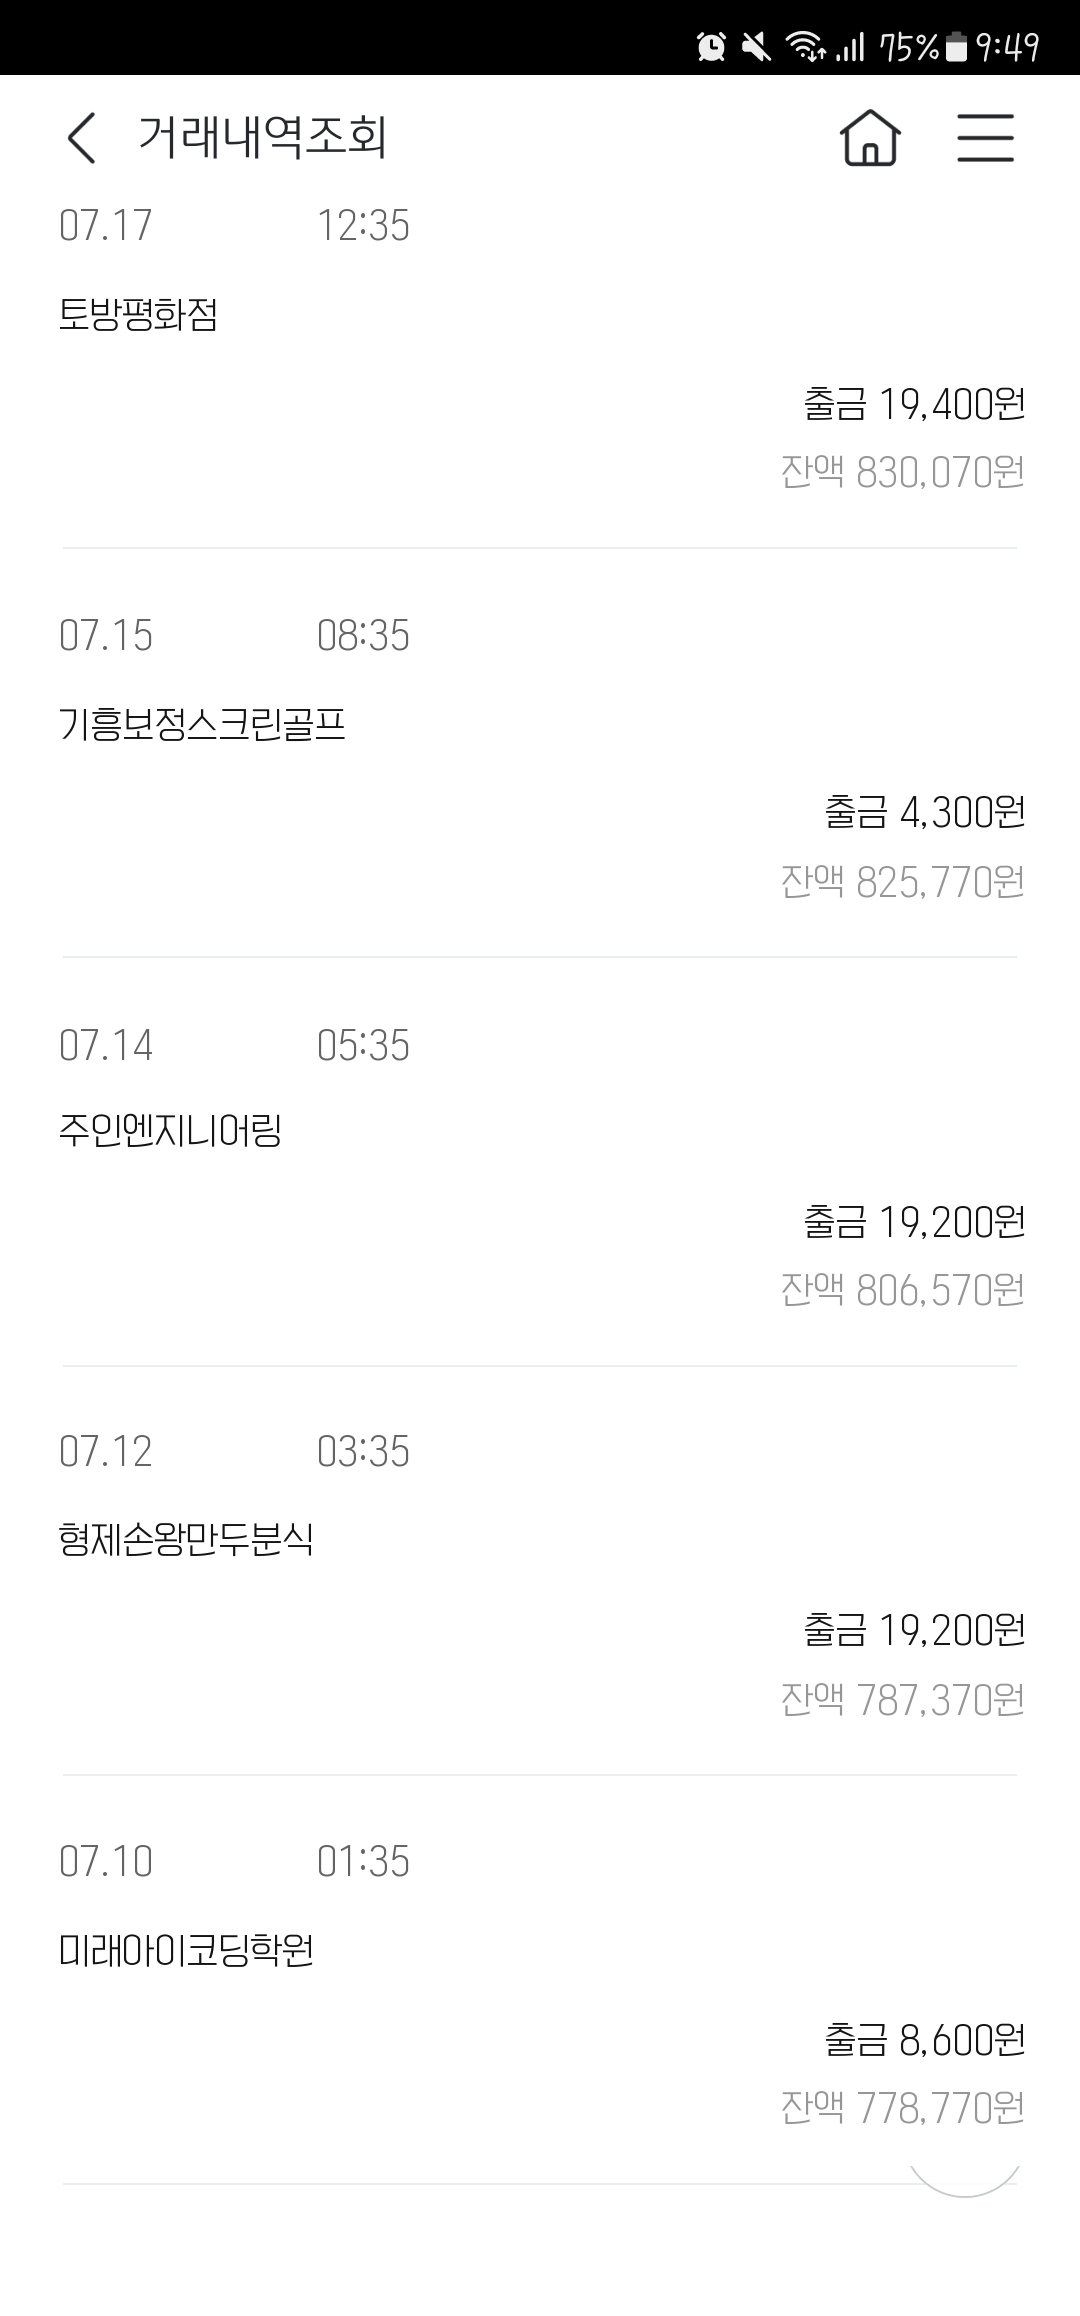 75% 9:49
거래내역조회
07.17 12:35
토방평화점
출금 19,400원
잔액 830,070원
07.15 08:35
기흥보정스크린골프
출금 4,300원
잔액 825,770원
07.14 05:35
주인엔지니어링
출금 19,200원
잔액 806,570원
07.12 03:35
형제손왕만두분식
출금 19,200원
잔액 787,370원
07.10 01:35
미래아이코딩학원
출금 8,600원
잔액 778,770원